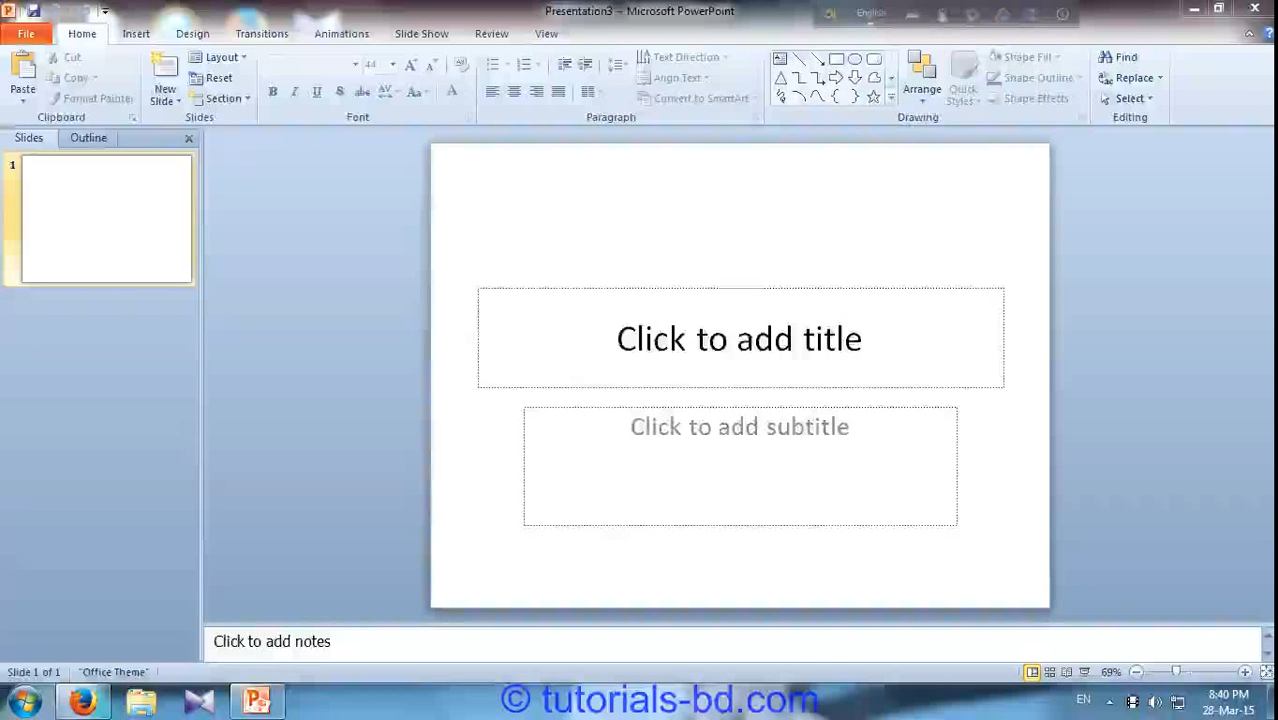 Presentation3 – Microsoft PowerPoint
English
File Home Insert Design Transitions Animations Slide Show Review View
Paste
Cut
Copy
Format Painter
Clipboard
New Slide
Layout
Reset
Section
Slides
44
B I U S abc AV Aa A
Font
Text Direction
Align Text
Convert to SmartArt
Paragraph
Arrange
Quick Styles
Shape Fill
Shape Outline
Shape Effects
Drawing
Find
Replace
Select
Editing
Slides Outline
1
Click to add title
Click to add subtitle
Click to add notes
Slide 1 of 1 "Office Theme" 69%
© tutorials-bd.com
EN
8:40 PM
28-Mar-15